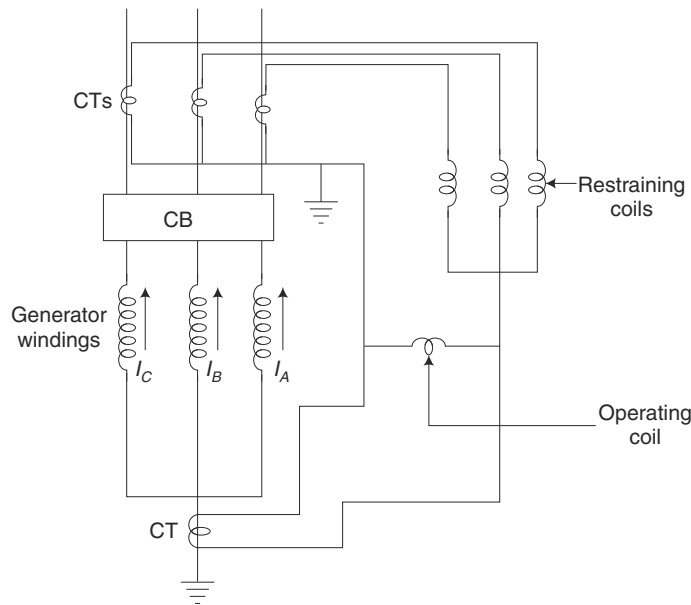 CTs
Restraining
coils
CB
Generator
windings
I_C
I_B
I_A
Operating
coil
CT